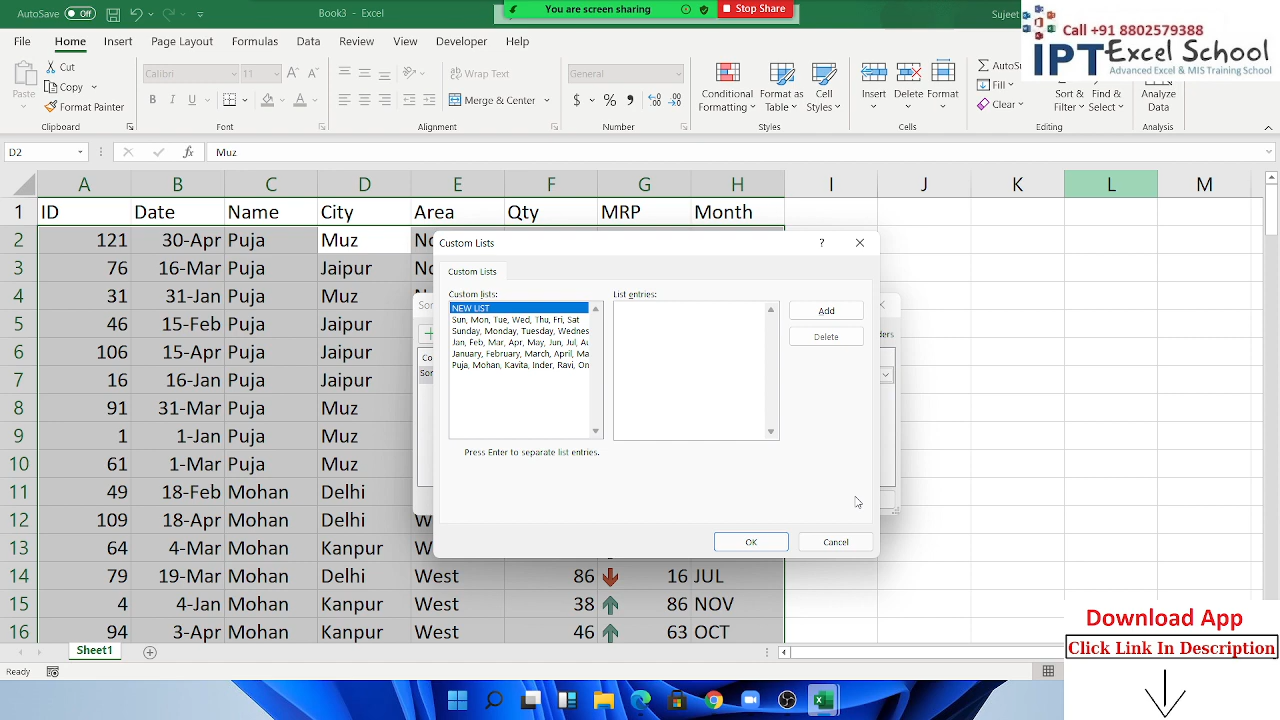 AutoSave Off Book3 - Excel You are screen sharing Stop Share Sujeet
Call +91 8802579388
IPT Excel School
Advanced Excel & MIS Training School
File Home Insert Page Layout Formulas Data Review View Developer Help
Paste Cut Copy Format Painter
Calibri 11
B I U
Wrap Text
Merge & Center
General
$ %
Conditional Formatting Format as Table Cell Styles
Insert Delete Format
Fill
Clear
Sort & Filter Find & Select
Analyze Data
Clipboard Font Alignment Number Styles Cells Editing Analysis
D2 fx Muz
A B C D E F G H I J K L M
1 ID Date Name City Area Qty MRP Month
2 121 30-Apr Puja Muz
3 76 16-Mar Puja Jaipur
4 31 31-Jan Puja Muz
5 46 15-Feb Puja Jaipur
6 106 15-Apr Puja Jaipur
7 16 16-Jan Puja Jaipur
8 91 31-Mar Puja Muz
9 1 1-Jan Puja Muz
10 61 1-Mar Puja Muz
11 49 18-Feb Mohan Delhi
12 109 18-Apr Mohan Delhi
13 64 4-Mar Mohan Kanpur
14 79 19-Mar Mohan Delhi West 86 16 JUL
15 4 4-Jan Mohan Kanpur West 38 86 NOV
16 94 3-Apr Mohan Kanpur West 46 63 OCT
Custom Lists ?
Custom Lists
Custom lists: List entries:
NEW LIST
Sun, Mon, Tue, Wed, Thu, Fri, Sat
Sunday, Monday, Tuesday, Wednes
Jan, Feb, Mar, Apr, May, Jun, Jul, Au
January, February, March, April, Ma
Puja, Mohan, Kavita, Inder, Ravi, On
Add
Delete
Press Enter to separate list entries.
OK Cancel
Sheet1
Ready
Download App
Click Link In Description